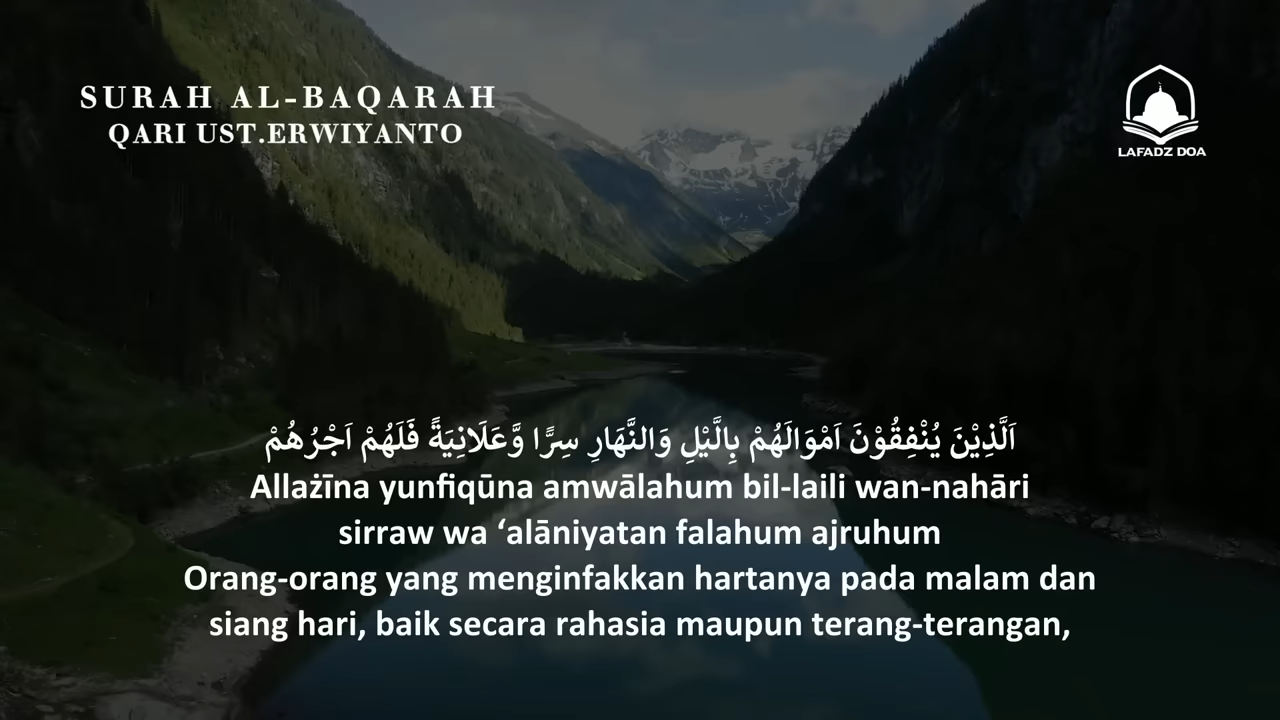 SURAH AL-BAQARAH
QARI UST.ERWIYANTO
LAFADZ DOA
اَلَّذِيْنَ يُنْفِقُوْنَ اَمْوَالَهُمْ بِالَّيْلِ وَالنَّهَارِ سِرًّا وَّعَلَانِيَةً فَلَهُمْ اَجْرُهُمْ
Allażīna yunfiqūna amwālahum bil-laili wan-nahāri
sirraw wa ‘alāniyatan falahum ajruhum
Orang-orang yang menginfakkan hartanya pada malam dan
siang hari, baik secara rahasia maupun terang-terangan,